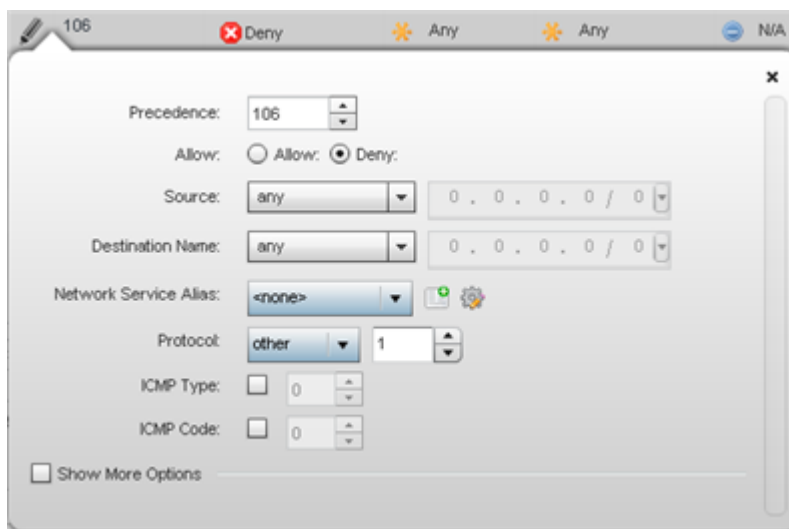 106 Deny Any Any N/A
Precedence: 106
Allow: Allow: Deny:
Source: any 0 . 0 . 0 . 0 / 0
Destination Name: any 0 . 0 . 0 . 0 / 0
Network Service Alias: <none>
Protocol: other 1
ICMP Type: 0
ICMP Code: 0
Show More Options